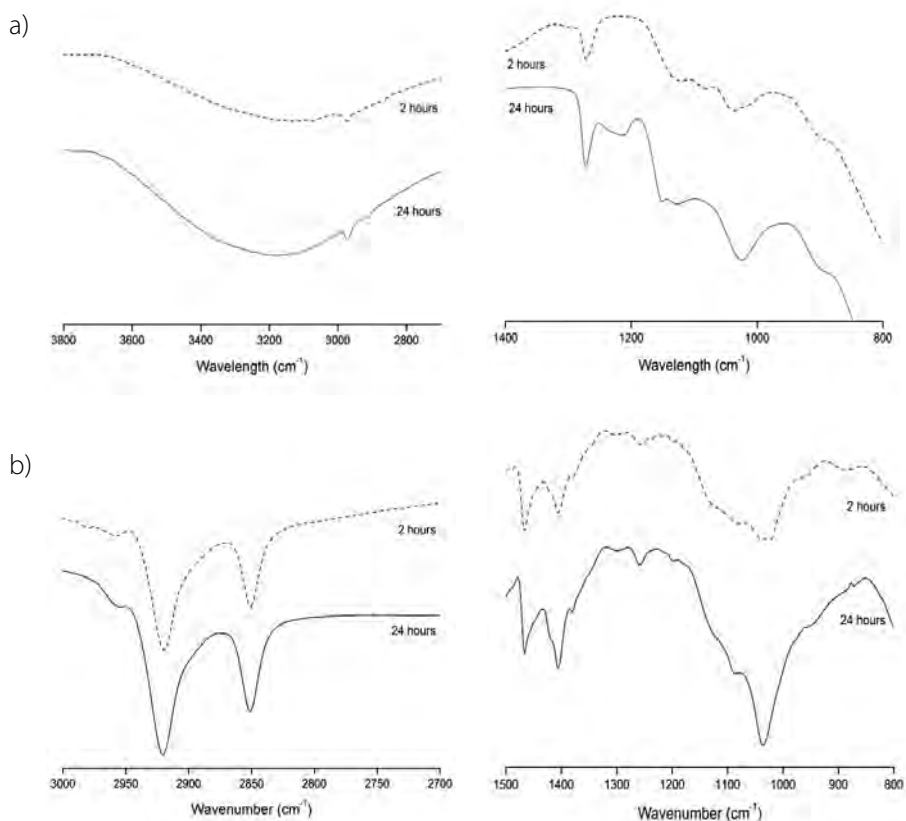 a)
2 hours
24 hours
3800 3600 3400 3200 3000 2800
Wavelength (cm⁻¹)
2 hours
24 hours
1400 1200 1000 800
Wavelength (cm⁻¹)
b)
2 hours
24 hours
3000 2950 2900 2850 2800 2750 2700
Wavenumber (cm⁻¹)
2 hours
24 hours
1500 1400 1300 1200 1100 1000 900 800
Wavenumber (cm⁻¹)